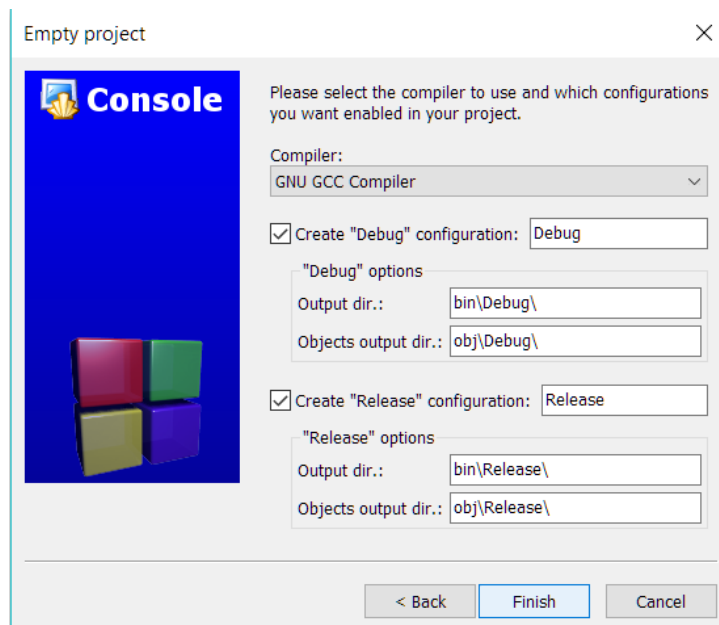 Empty project
Console
Please select the compiler to use and which configurations
you want enabled in your project.
Compiler:
GNU GCC Compiler
Create "Debug" configuration: Debug
"Debug" options
Output dir.: bin\Debug\
Objects output dir.: obj\Debug\
Create "Release" configuration: Release
"Release" options
Output dir.: bin\Release\
Objects output dir.: obj\Release\
< Back Finish Cancel